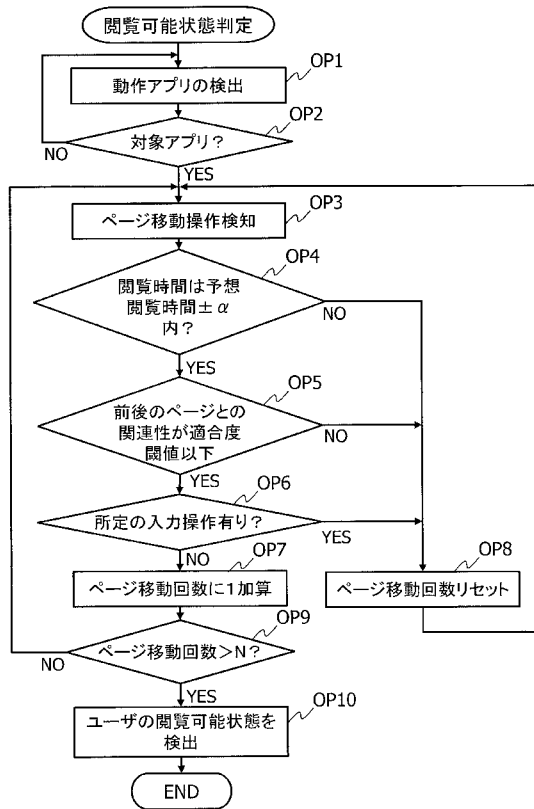 閲覧可能状態判定
OP1
動作アプリの検出
OP2
対象アプリ?
NO
YES
OP3
ページ移動操作検知
OP4
閲覧時間は予想
閲覧時間±α
内?
NO
YES
OP5
前後のページとの
関連性が適合度
閾値以下
NO
YES
OP6
所定の入力操作有り?
YES
NO
OP7
ページ移動回数に1加算
OP8
ページ移動回数リセット
OP9
ページ移動回数>N?
NO
YES
OP10
ユーザの閲覧可能状態を
検出
END